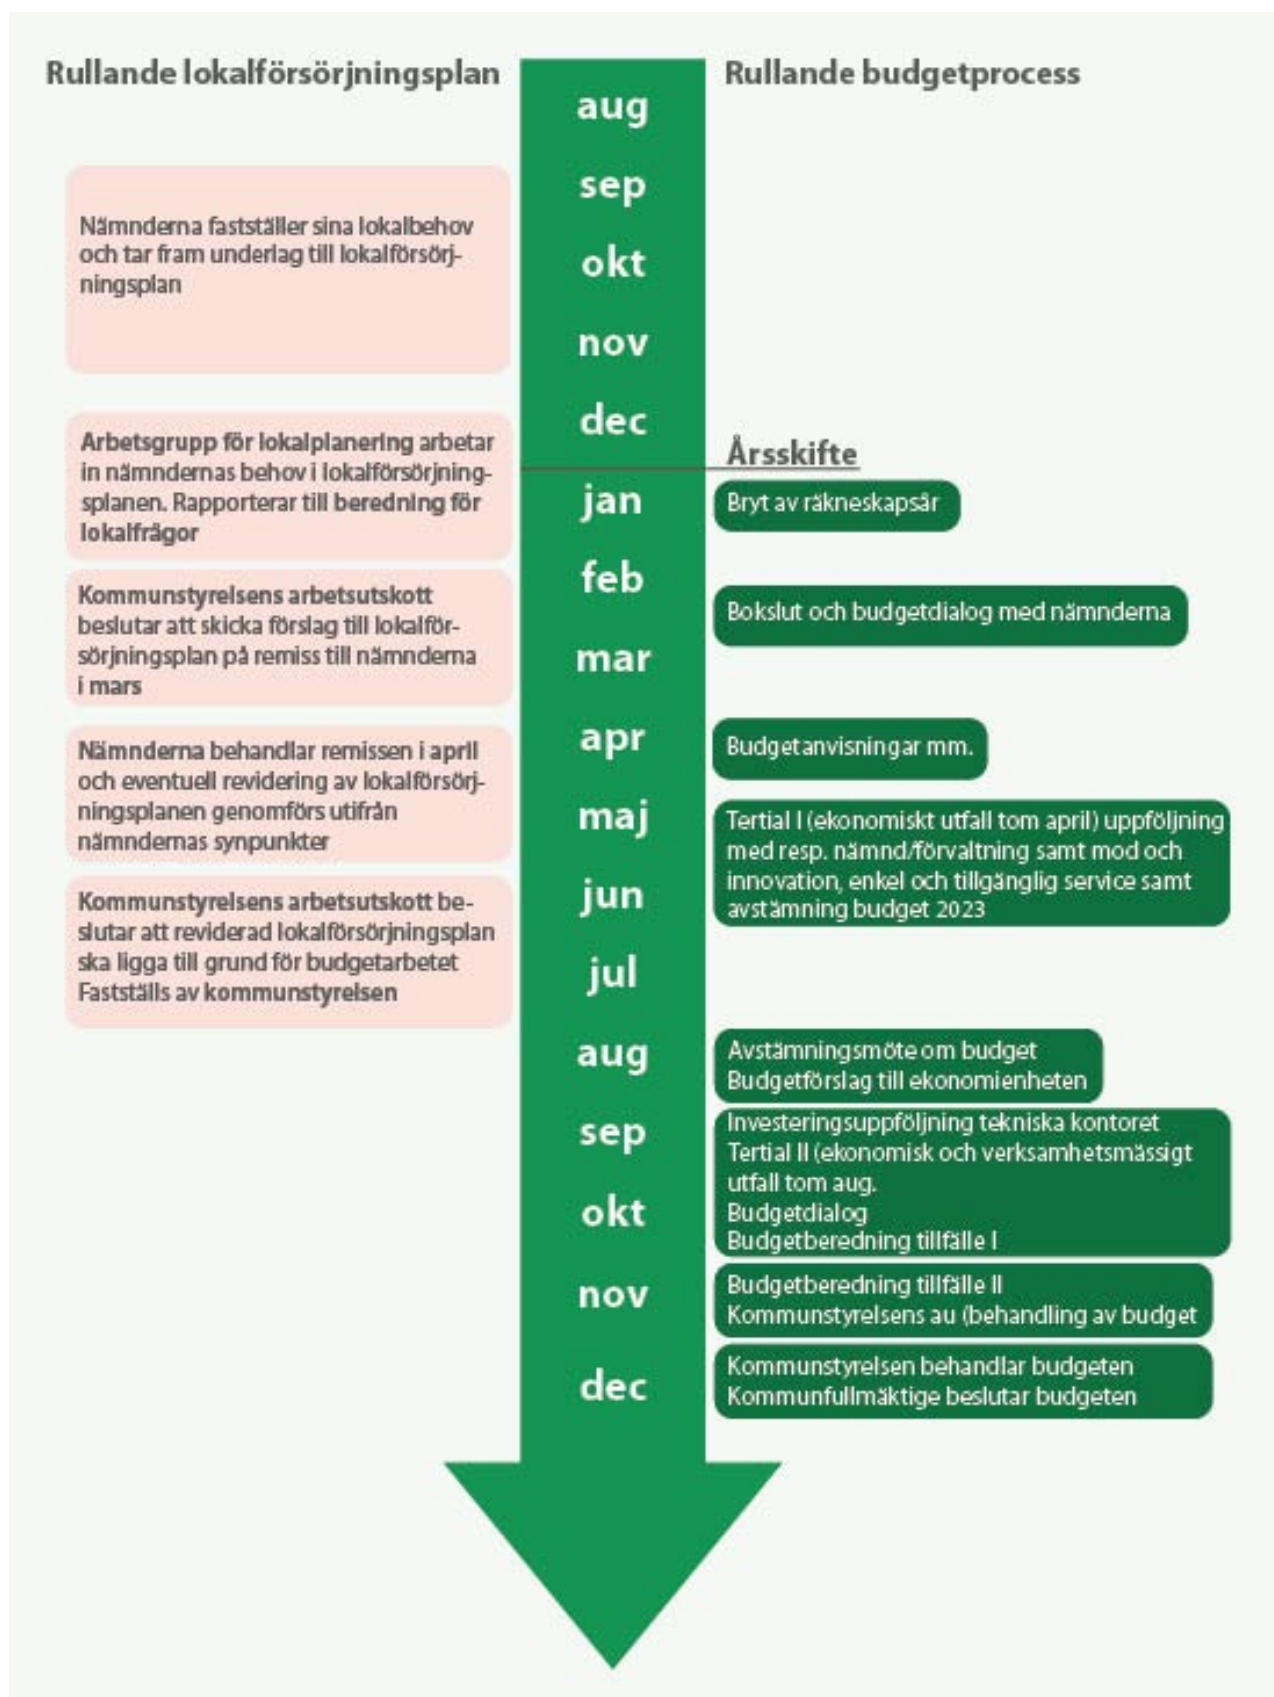 Rullande lokalförsörjningsplan
Nämnderna fastställer sina lokalbehov
och tar fram underlag till lokalförsörj-
ningsplan
Arbetsgrupp för lokalplanering arbetar
in nämndernas behov i lokalförsörjning-
splanen. Rapporterar till beredning för
lokalfrågor
Kommunstyrelsens arbetsutskott
beslutar att skicka förslag till lokalför-
sörjningsplan på remiss till nämnderna
i mars
Nämnderna behandlar remissen i april
och eventuell revidering av lokalförsörj-
ningsplanen genomförs utifrån
nämndernas synpunkter
Kommunstyrelsens arbetsutskott be-
slutar att reviderad lokalförsörjningsplan
ska ligga till grund för budgetarbetet
Fastställs av kommunstyrelsen
aug
sep
okt
nov
dec
jan
feb
mar
apr
maj
jun
jul
aug
sep
okt
nov
dec
Rullande budgetprocess
Årsskifte
Bryt av räkneskapsår
Bokslut och budgetdialog med nämnderna
Budgetanvisningar mm.
Tertial I (ekonomiskt utfall tom april) uppföljning
med resp. nämnd/förvaltning samt mod och
innovation, enkel och tillgänglig service samt
avstämning budget 2023
Avstämningsmöte om budget
Budgetförslag till ekonomienheten
Investeringsuppföljning tekniska kontoret
Tertial II (ekonomisk och verksamhetsmässigt
utfall tom aug.
Budgetdialog
Budgetberedning tillfälle I
Budgetberedning tillfälle II
Kommunstyrelsens au (behandling av budget
Kommunstyrelsen behandlar budgeten
Kommunfullmäktige beslutar budgeten